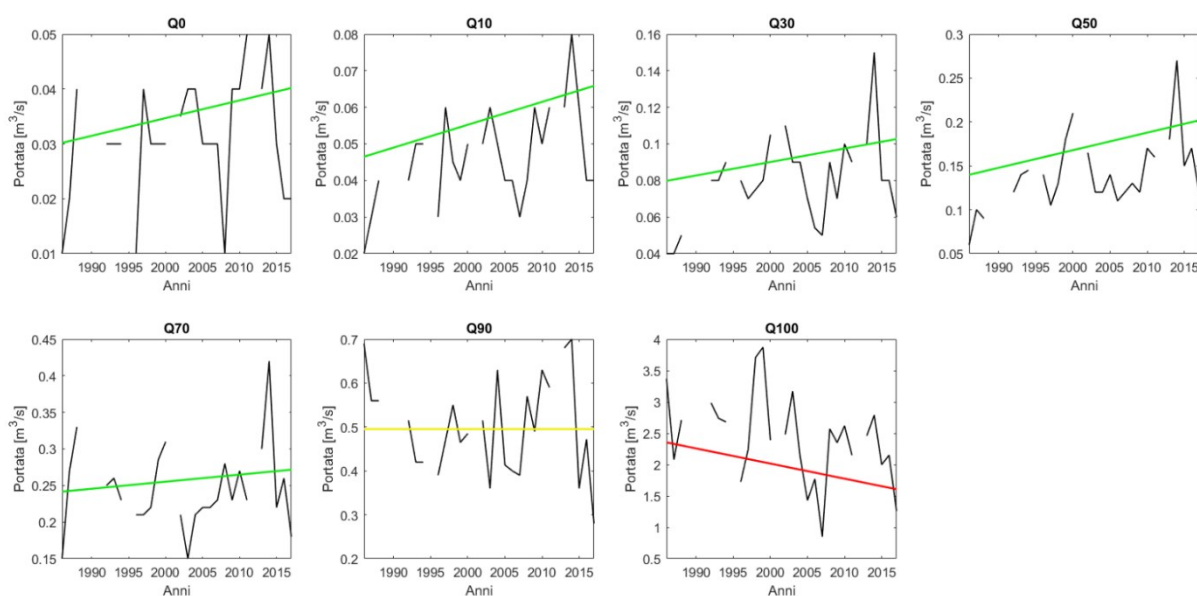 Q0
0.05
0.04
0.03
0.02
0.01
Portata [m³/s]
1990 1995 2000 2005 2010 2015
Anni
Q10
0.08
0.07
0.06
0.05
0.04
0.03
0.02
Portata [m³/s]
1990 1995 2000 2005 2010 2015
Anni
Q30
0.16
0.14
0.12
0.1
0.08
0.06
0.04
Portata [m³/s]
1990 1995 2000 2005 2010 2015
Anni
Q50
0.3
0.25
0.2
0.15
0.1
0.05
Portata [m³/s]
1990 1995 2000 2005 2010 2015
Anni
Q70
0.45
0.4
0.35
0.3
0.25
0.2
0.15
Portata [m³/s]
1990 1995 2000 2005 2010 2015
Anni
Q90
0.7
0.6
0.5
0.4
0.3
0.2
Portata [m³/s]
1990 1995 2000 2005 2010 2015
Anni
Q100
4
3.5
3
2.5
2
1.5
1
0.5
Portata [m³/s]
1990 1995 2000 2005 2010 2015
Anni